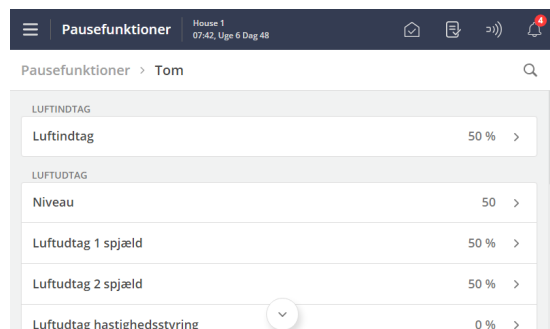 Pausefunktioner
House 1
07:42, Uge 6 Dag 48
4
Pausefunktioner > Tom
LUFTINDTAG
Luftindtag 50 % >
LUFTUDTAG
Niveau 50 >
Luftudtag 1 spjæld 50 % >
Luftudtag 2 spjæld 50 % >
Luftudtag hastighedsstyring 0 % >